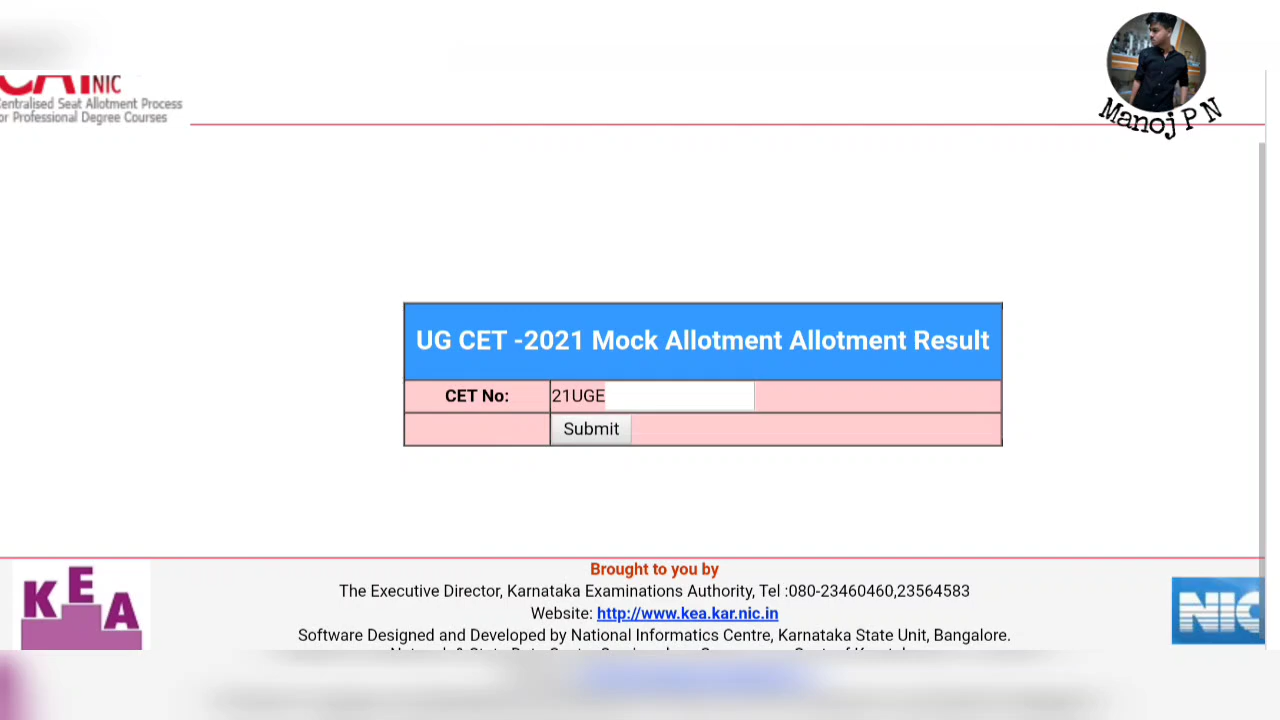 NIC
entralised Seat Allotment Process
or Professional Degree Courses
Manoj P N
UG CET -2021 Mock Allotment Allotment Result
CET No: 21UGE
Submit
Brought to you by
The Executive Director, Karnataka Examinations Authority, Tel :080-23460460,23564583
Website: http://www.kea.kar.nic.in
Software Designed and Developed by National Informatics Centre, Karnataka State Unit, Bangalore.
KEA
NIC